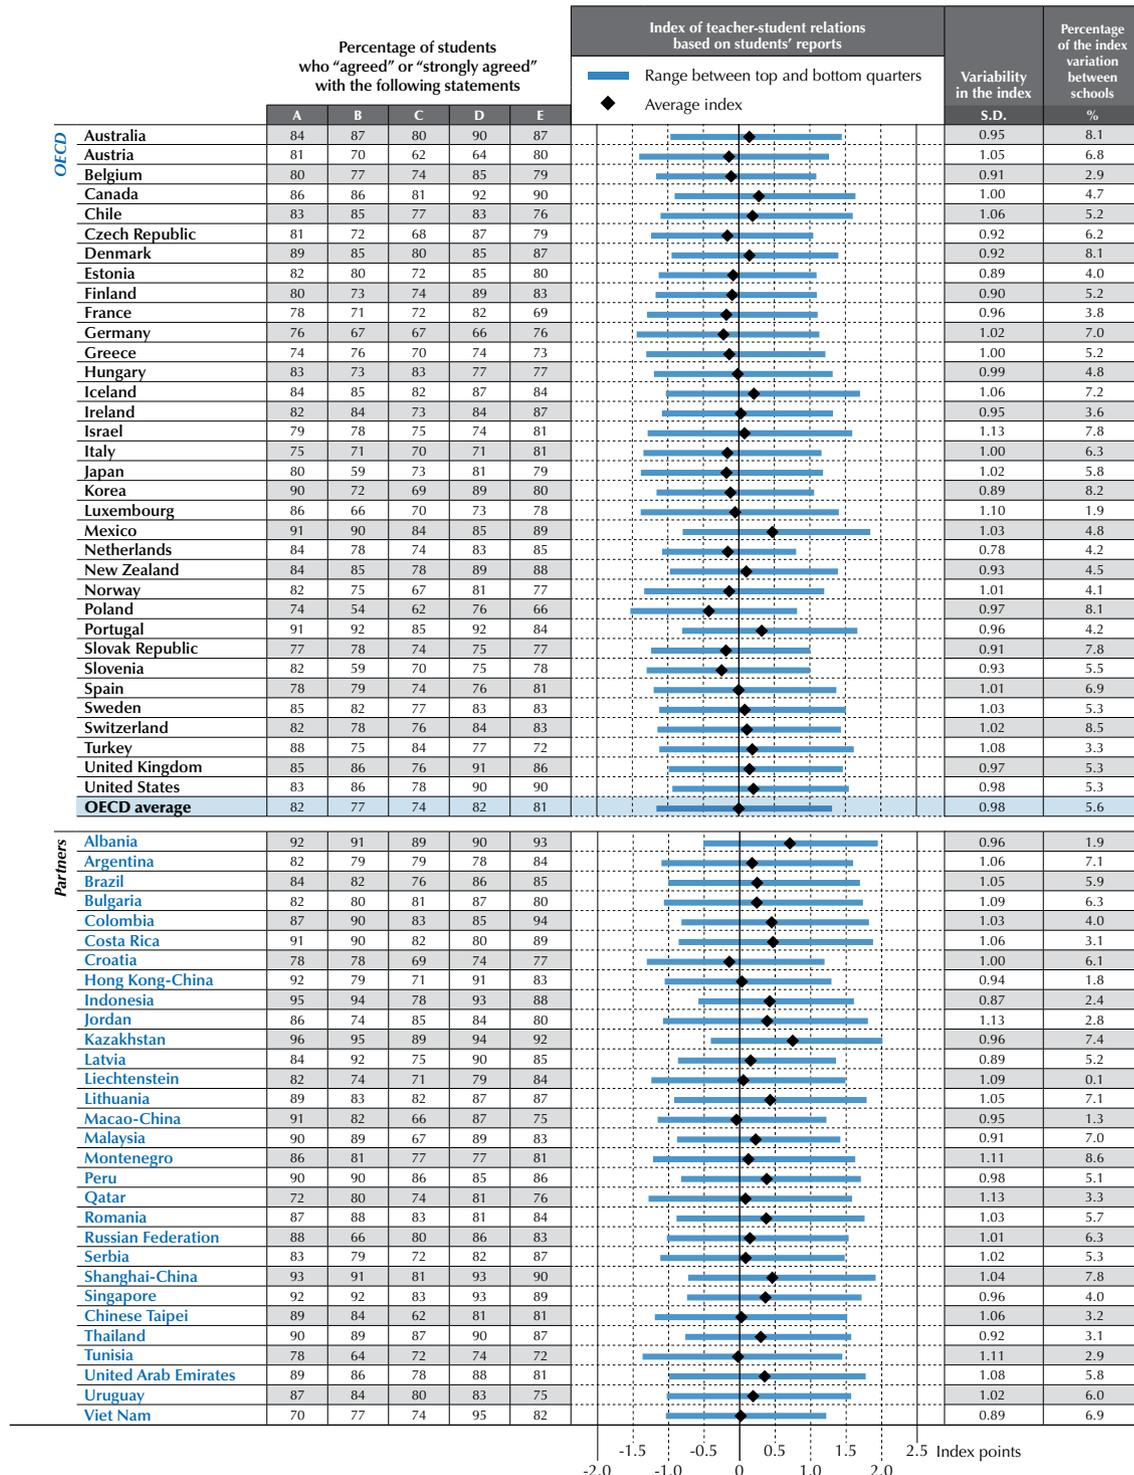 Percentage of students
who “agreed” or “strongly agreed”
with the following statements
Index of teacher-student relations
based on students’ reports
Range between top and bottom quarters
Average index
Variability
in the index
Percentage
of the index
variation
between
schools
A B C D E S.D. %
OECD
Australia 84 87 80 90 87 0.95 8.1
Austria 81 70 62 64 80 1.05 6.8
Belgium 80 77 74 85 79 0.91 2.9
Canada 86 86 81 92 90 1.00 4.7
Chile 83 85 77 83 76 1.06 5.2
Czech Republic 81 72 68 87 79 0.92 6.2
Denmark 89 85 80 85 87 0.92 8.1
Estonia 82 80 72 85 80 0.89 4.0
Finland 80 73 74 89 83 0.90 5.2
France 78 71 72 82 69 0.96 3.8
Germany 76 67 67 66 76 1.02 7.0
Greece 74 76 70 74 73 1.00 5.2
Hungary 83 73 83 77 77 0.99 4.8
Iceland 84 85 82 87 84 1.06 7.2
Ireland 82 84 73 84 87 0.95 3.6
Israel 79 78 75 74 81 1.13 7.8
Italy 75 71 70 71 81 1.00 6.3
Japan 80 59 73 81 79 1.02 5.8
Korea 90 72 69 89 80 0.89 8.2
Luxembourg 86 66 70 73 78 1.10 1.9
Mexico 91 90 84 85 89 1.03 4.8
Netherlands 84 78 74 83 85 0.78 4.2
New Zealand 84 85 78 89 88 0.93 4.5
Norway 82 75 67 81 77 1.01 4.1
Poland 74 54 62 76 66 0.97 8.1
Portugal 91 92 85 92 84 0.96 4.2
Slovak Republic 77 78 74 75 77 0.91 7.8
Slovenia 82 59 70 75 78 0.93 5.5
Spain 78 79 74 76 81 1.01 6.9
Sweden 85 82 77 83 83 1.03 5.3
Switzerland 82 78 76 84 83 1.02 8.5
Turkey 88 75 84 77 72 1.08 3.3
United Kingdom 85 86 76 91 86 0.97 5.3
United States 83 86 78 90 90 0.98 5.3
OECD average 82 77 74 82 81 0.98 5.6
Partners
Albania 92 91 89 90 93 0.96 1.9
Argentina 82 79 79 78 84 1.06 7.1
Brazil 84 82 76 86 85 1.05 5.9
Bulgaria 82 80 81 87 80 1.09 6.3
Colombia 87 90 83 85 94 1.03 4.0
Costa Rica 91 90 82 80 89 1.06 3.1
Croatia 78 78 69 74 77 1.00 6.1
Hong Kong-China 92 79 71 91 83 0.94 1.8
Indonesia 95 94 78 93 88 0.87 2.4
Jordan 86 74 85 84 80 1.13 2.8
Kazakhstan 96 95 89 94 92 0.96 7.4
Latvia 84 92 75 90 85 0.89 5.2
Liechtenstein 82 74 71 79 84 1.09 0.1
Lithuania 89 83 82 87 87 1.05 7.1
Macao-China 91 82 66 87 75 0.95 1.3
Malaysia 90 89 67 89 83 0.91 7.0
Montenegro 86 81 77 77 81 1.11 8.6
Peru 90 90 86 85 86 0.98 5.1
Qatar 72 80 74 81 76 1.13 3.3
Romania 87 88 83 81 84 1.03 5.7
Russian Federation 88 66 80 86 83 1.01 6.3
Serbia 83 79 72 82 87 1.02 5.3
Shanghai-China 93 91 81 93 90 1.04 7.8
Singapore 92 92 83 93 89 0.96 4.0
Chinese Taipei 89 84 62 81 81 1.06 3.2
Thailand 90 89 87 90 87 0.92 3.1
Tunisia 78 64 72 74 72 1.11 2.9
United Arab Emirates 89 86 78 88 81 1.08 5.8
Uruguay 87 84 80 83 75 1.02 6.0
Viet Nam 70 77 74 95 82 0.89 6.9
-1.5 -0.5 0.5 1.5 2.5 Index points
-2.0 -1.0 0 1.0 2.0